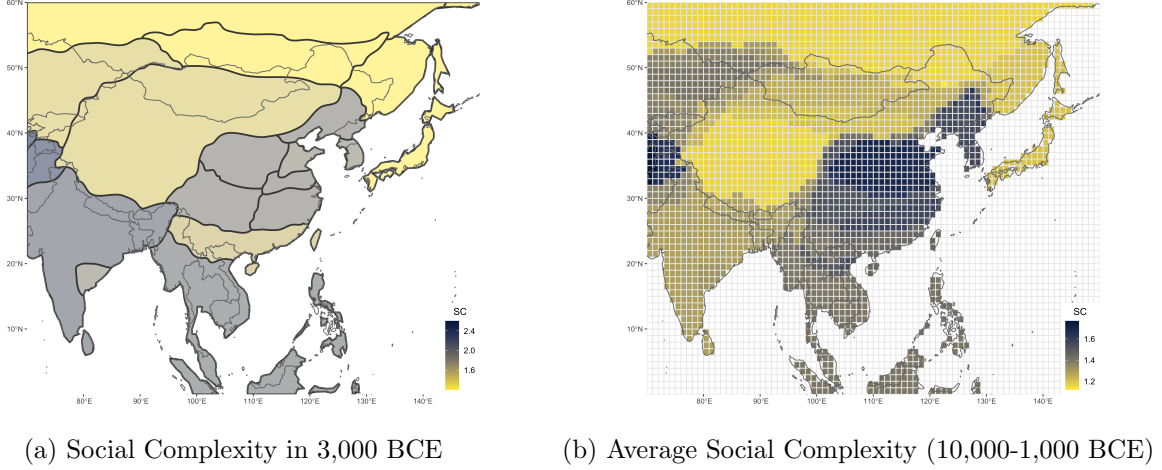 60°N
50°N
40°N
30°N
20°N
10°N
80°E 90°E 100°E 110°E 120°E 130°E 140°E
SC
2.4
2.0
1.6
(a) Social Complexity in 3,000 BCE
60°N
50°N
40°N
30°N
20°N
10°N
80°E 90°E 100°E 110°E 120°E 130°E 140°E
SC
1.6
1.4
1.2
(b) Average Social Complexity (10,000-1,000 BCE)